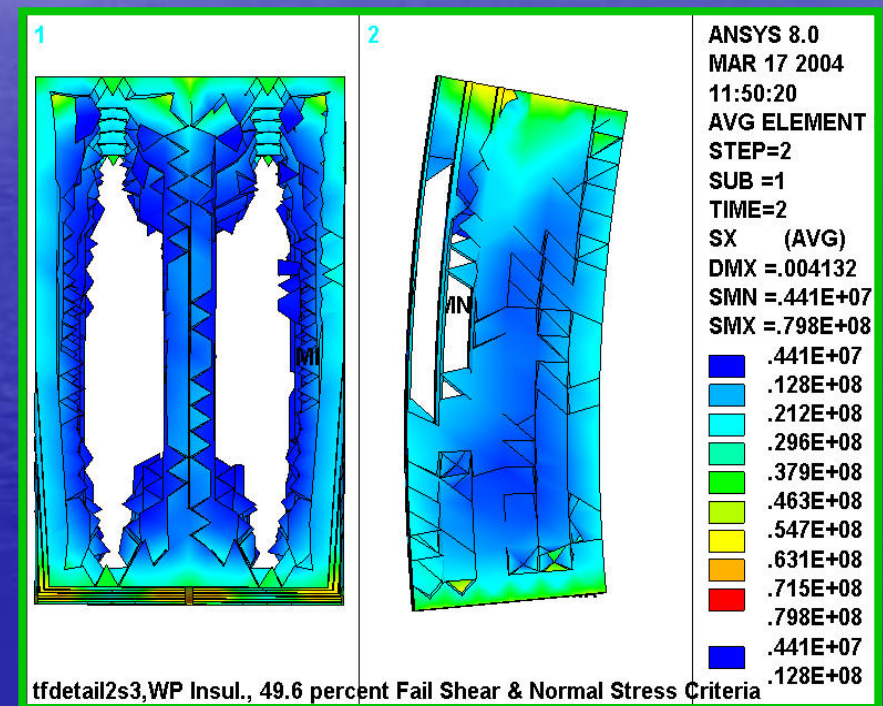 1
2
ANSYS 8.0
MAR 17 2004
11:50:20
AVG ELEMENT
STEP=2
SUB =1
TIME=2
SX (AVG)
DMX =.004132
SMN =.441E+07
SMX =.798E+08
.441E+07
.128E+08
.212E+08
.296E+08
.379E+08
.463E+08
.547E+08
.631E+08
.715E+08
.798E+08
.441E+07
.128E+08
MN
tfdetail2s3,WP Insul., 49.6 percent Fail Shear & Normal Stress Criteria